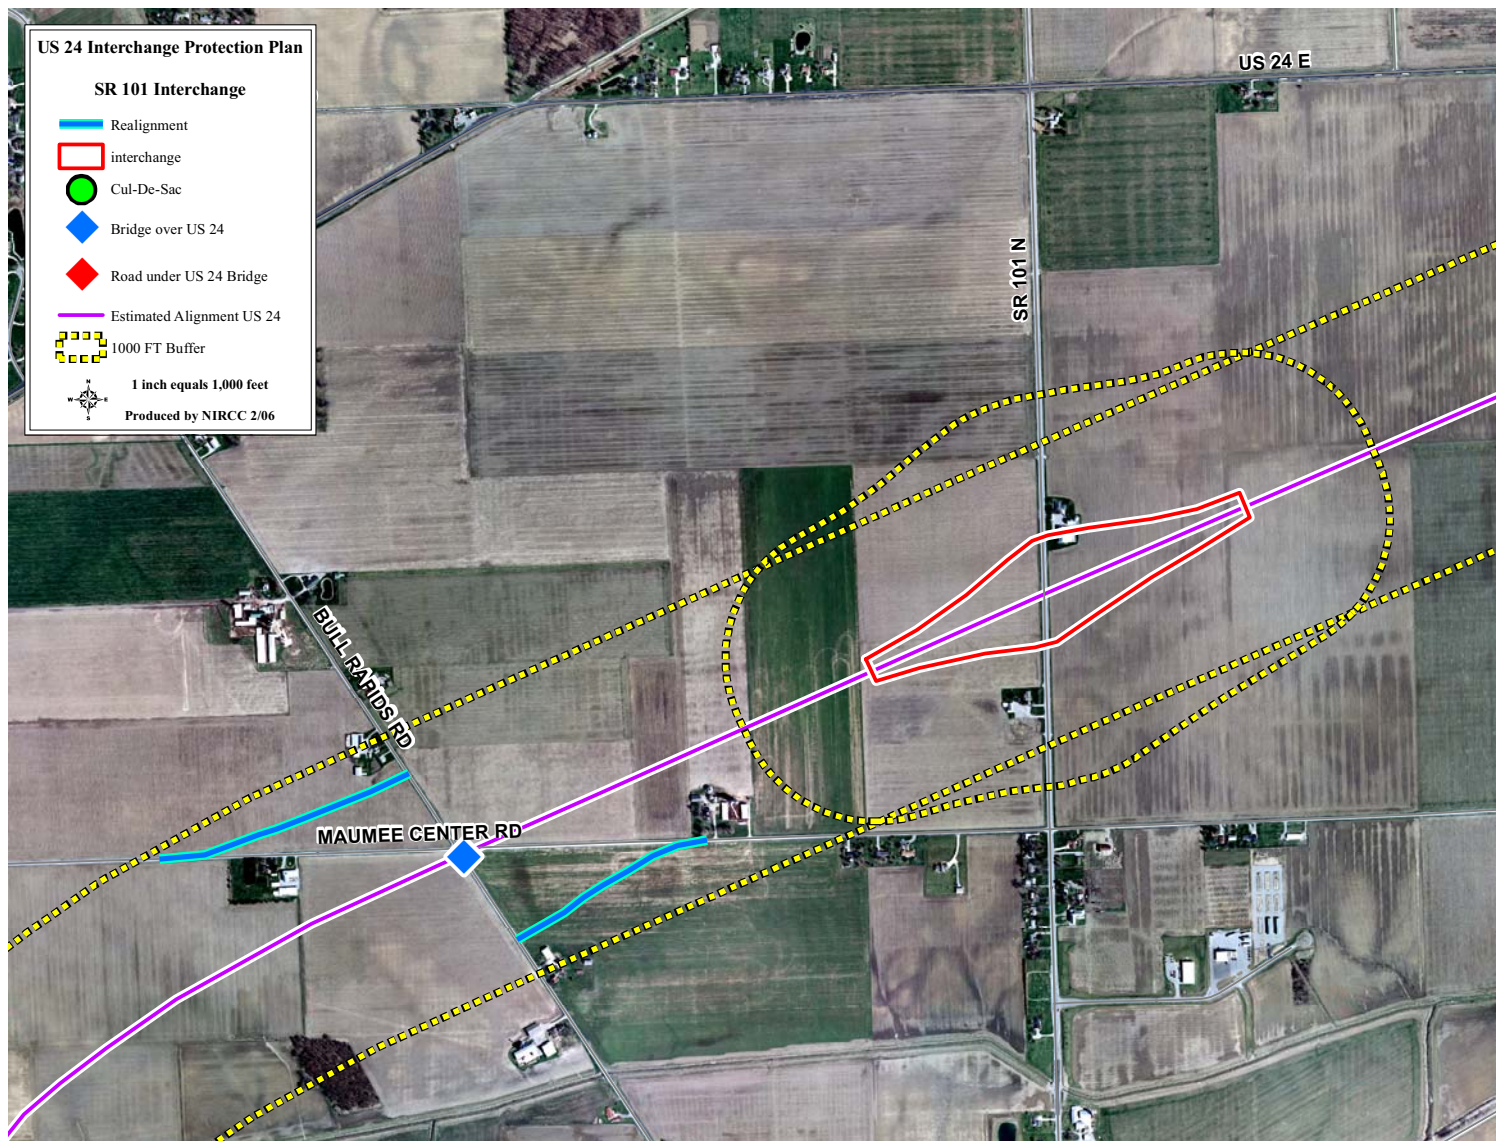 US 24 Interchange Protection Plan
SR 101 Interchange
Realignment
interchange
Cul-De-Sac
Bridge over US 24
Road under US 24 Bridge
Estimated Alignment US 24
1000 FT Buffer
N
W E
S
1 inch equals 1,000 feet
Produced by NIRCC 2/06
US 24 E
SR 101 N
BULL RAPIDS RD
MAUMEE CENTER RD